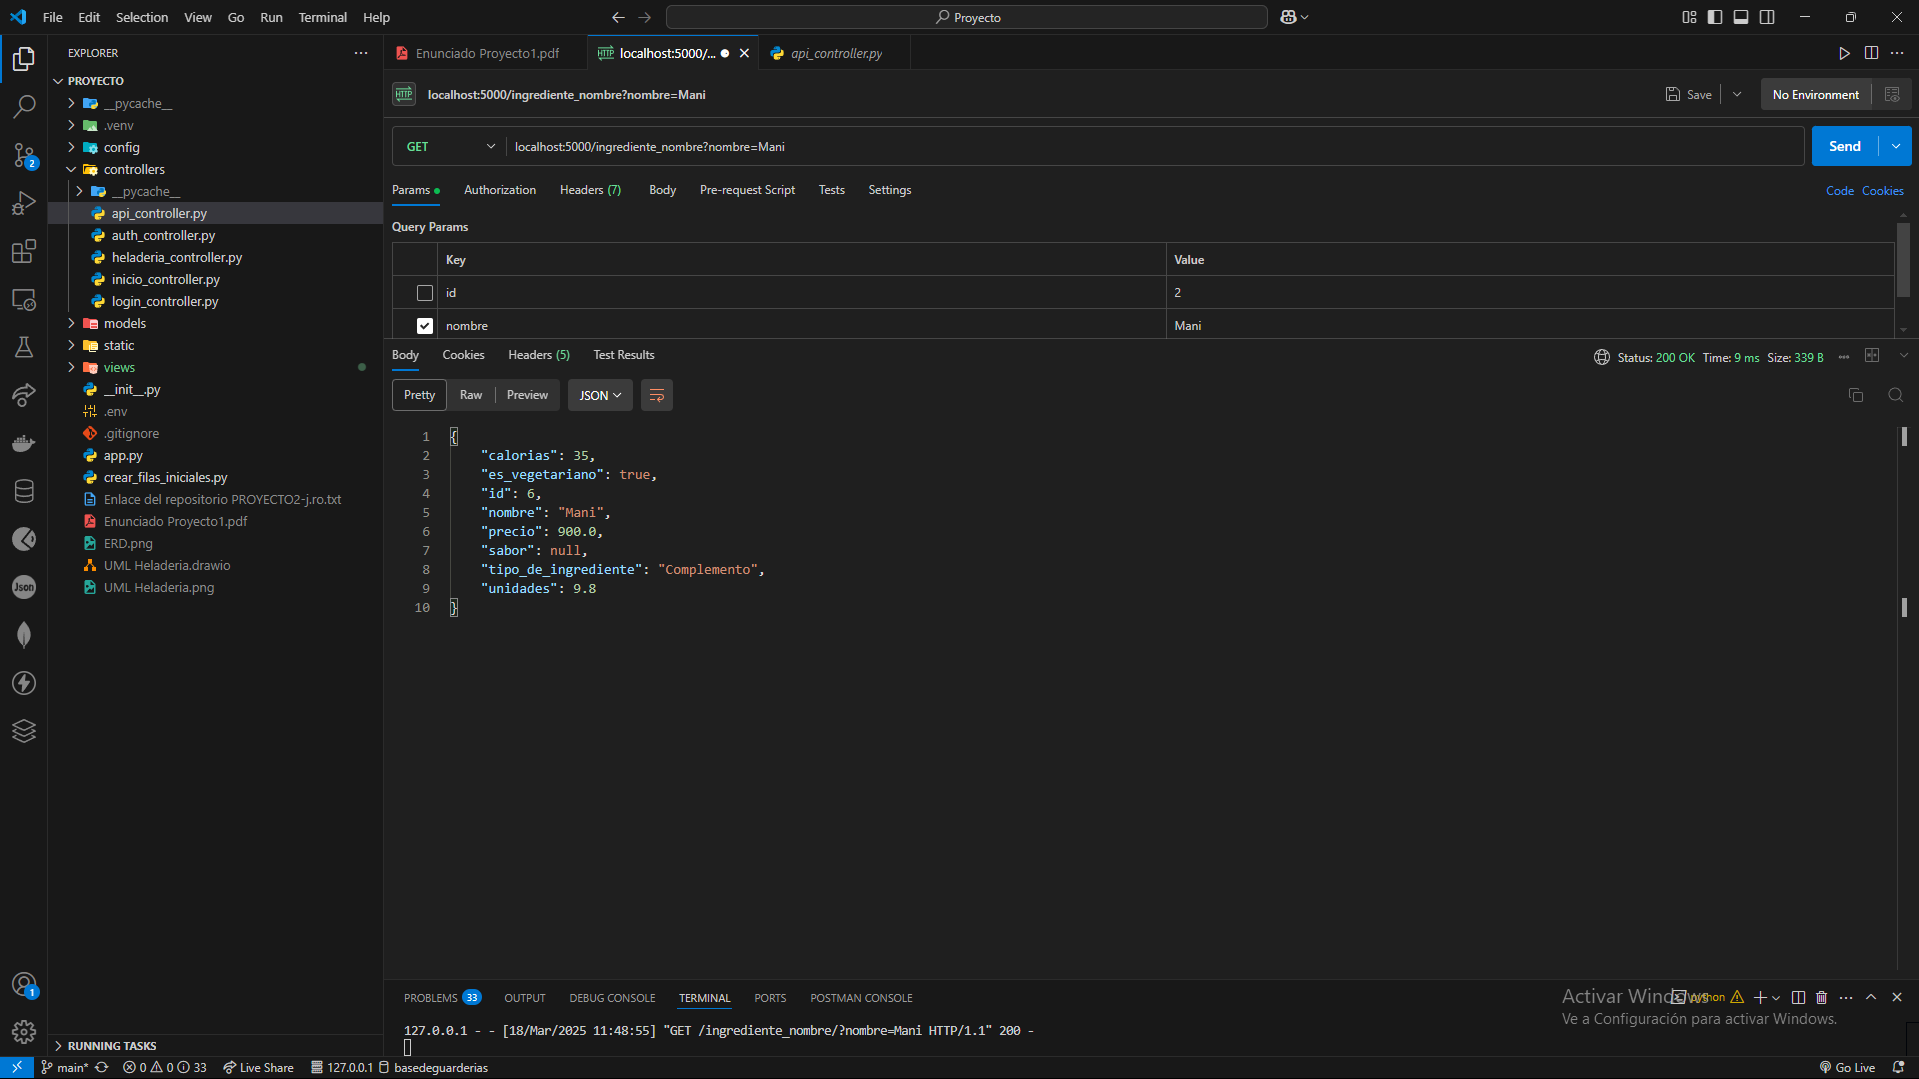 File Edit Selection View Go Run Terminal Help
Proyecto
EXPLORER
PROYECTO
__pycache__
.venv
config
controllers
__pycache__
api_controller.py
auth_controller.py
heladeria_controller.py
inicio_controller.py
login_controller.py
models
static
views
__init__.py
.env
.gitignore
app.py
crear_filas_iniciales.py
Enlace del repositorio PROYECTO2-j.ro.txt
Enunciado Proyecto1.pdf
ERD.png
UML Heladeria.drawio
UML Heladeria.png
RUNNING TASKS
2
Json
1
Enunciado Proyecto1.pdf
HTTP localhost:5000/...
api_controller.py
HTTP localhost:5000/ingrediente_nombre?nombre=Mani
Save
No Environment
GET localhost:5000/ingrediente_nombre?nombre=Mani
Send
Params Authorization Headers (7) Body Pre-request Script Tests Settings
Code Cookies
Query Params
Key Value
id 2
nombre Mani
Body Cookies Headers (5) Test Results
Status: 200 OK Time: 9 ms Size: 339 B
Pretty Raw Preview JSON
1 {
2 "calorias": 35,
3 "es_vegetariano": true,
4 "id": 6,
5 "nombre": "Mani",
6 "precio": 900.0,
7 "sabor": null,
8 "tipo_de_ingrediente": "Complemento",
9 "unidades": 9.8
10 }
PROBLEMS 33 OUTPUT DEBUG CONSOLE TERMINAL PORTS POSTMAN CONSOLE
python
Activar Windows
Ve a Configuración para activar Windows.
127.0.0.1 - - [18/Mar/2025 11:48:55] "GET /ingrediente_nombre/?nombre=Mani HTTP/1.1" 200 -
main* 0 0 33 Live Share 127.0.0.1 basedeguarderias
Go Live